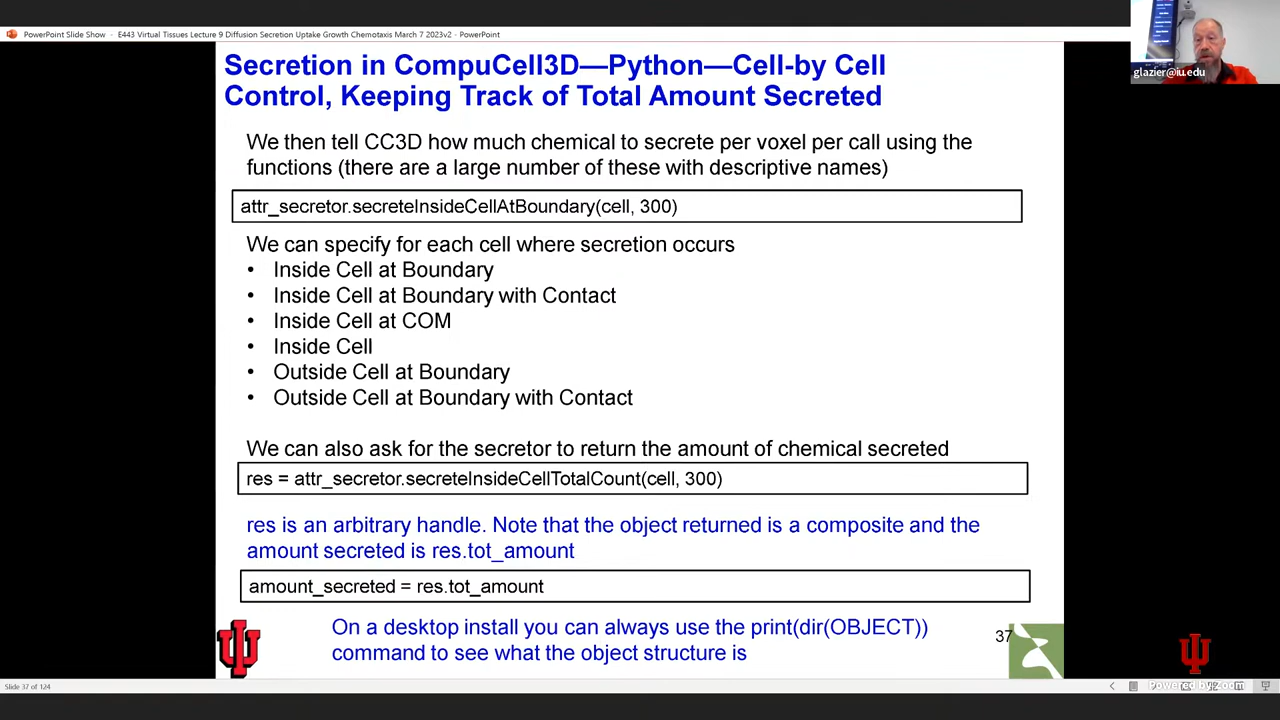 PowerPoint Slide Show - E443 Virtual Tissues Lecture 9 Diffusion Secretion Uptake Growth Chemotaxis March 7 2023v2 - PowerPoint
glazier@iu.edu
Secretion in CompuCell3D—Python—Cell-by Cell
Control, Keeping Track of Total Amount Secreted
We then tell CC3D how much chemical to secrete per voxel per call using the
functions (there are a large number of these with descriptive names)
attr_secretor.secreteInsideCellAtBoundary(cell, 300)
We can specify for each cell where secretion occurs
• Inside Cell at Boundary
• Inside Cell at Boundary with Contact
• Inside Cell at COM
• Inside Cell
• Outside Cell at Boundary
• Outside Cell at Boundary with Contact
We can also ask for the secretor to return the amount of chemical secreted
res = attr_secretor.secreteInsideCellTotalCount(cell, 300)
res is an arbitrary handle. Note that the object returned is a composite and the
amount secreted is res.tot_amount
amount_secreted = res.tot_amount
On a desktop install you can always use the print(dir(OBJECT))
command to see what the object structure is
37
Slide 37 of 124
Powered by Zoom